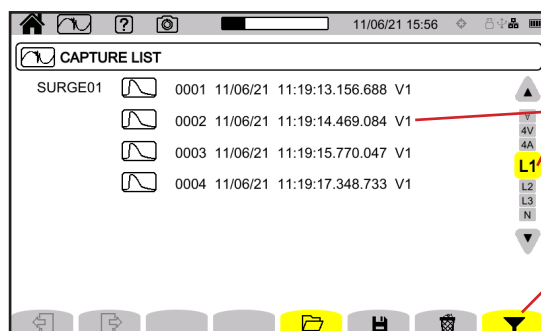 ?
11/06/21 15:56
CAPTURE LIST
SURGE01 0001 11/06/21 11:19:13.156.688 V1
0002 11/06/21 11:19:14.469.084 V1
0003 11/06/21 11:19:15.770.047 V1
0004 11/06/21 11:19:17.348.733 V1
4V
4A
L1
L2
L3
N